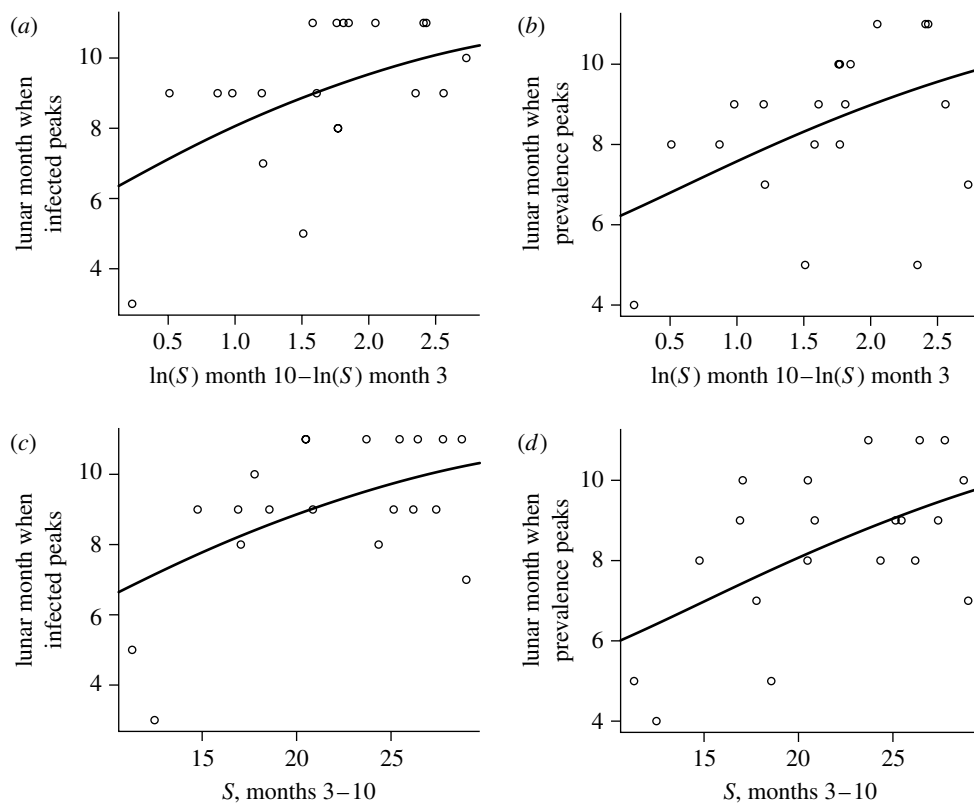 (a)
lunar month when
infected peaks
10
8
6
4
0.5 1.0 1.5 2.0 2.5
ln(S) month 10–ln(S) month 3
(b)
lunar month when
prevalence peaks
11
10
9
8
7
6
5
4
0.5 1.0 1.5 2.0 2.5
ln(S) month 10–ln(S) month 3
(c)
lunar month when
infected peaks
10
8
6
4
15 20 25
S, months 3–10
(d)
lunar month when
prevalence peaks
10
8
6
4
15 20 25
S, months 3–10